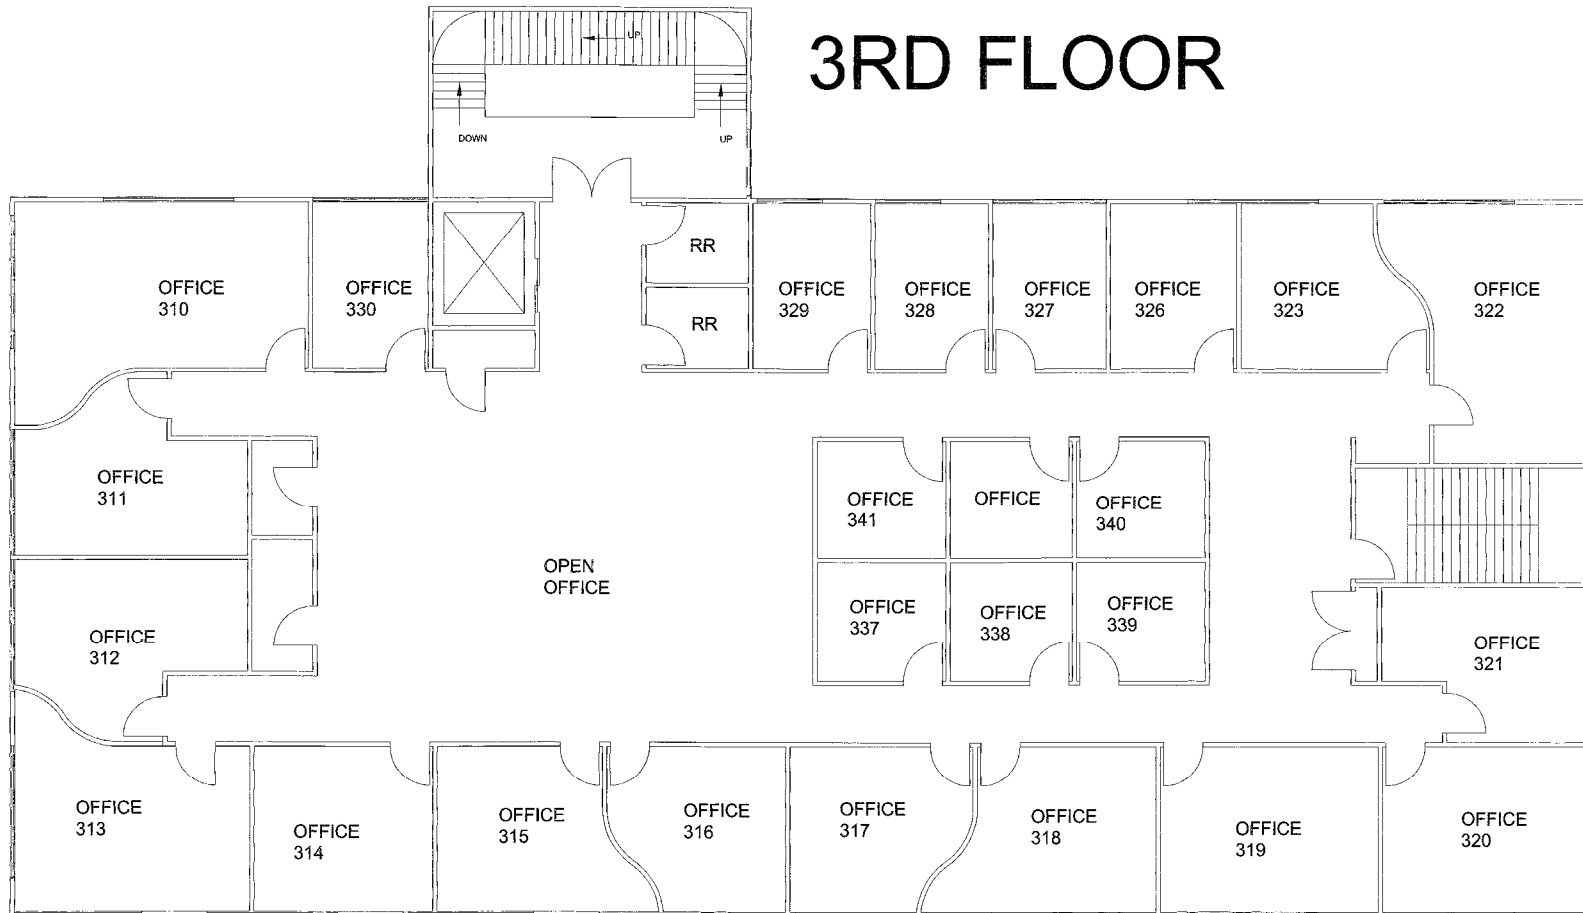 UP
3RD FLOOR
DOWN
UP
RR
OFFICE
310
OFFICE
330
OFFICE
329
OFFICE
328
OFFICE
327
OFFICE
326
OFFICE
323
OFFICE
322
RR
OFFICE
311
OFFICE
341
OFFICE
OFFICE
340
OPEN
OFFICE
OFFICE
312
OFFICE
337
OFFICE
338
OFFICE
339
OFFICE
321
OFFICE
313
OFFICE
314
OFFICE
315
OFFICE
316
OFFICE
317
OFFICE
318
OFFICE
319
OFFICE
320